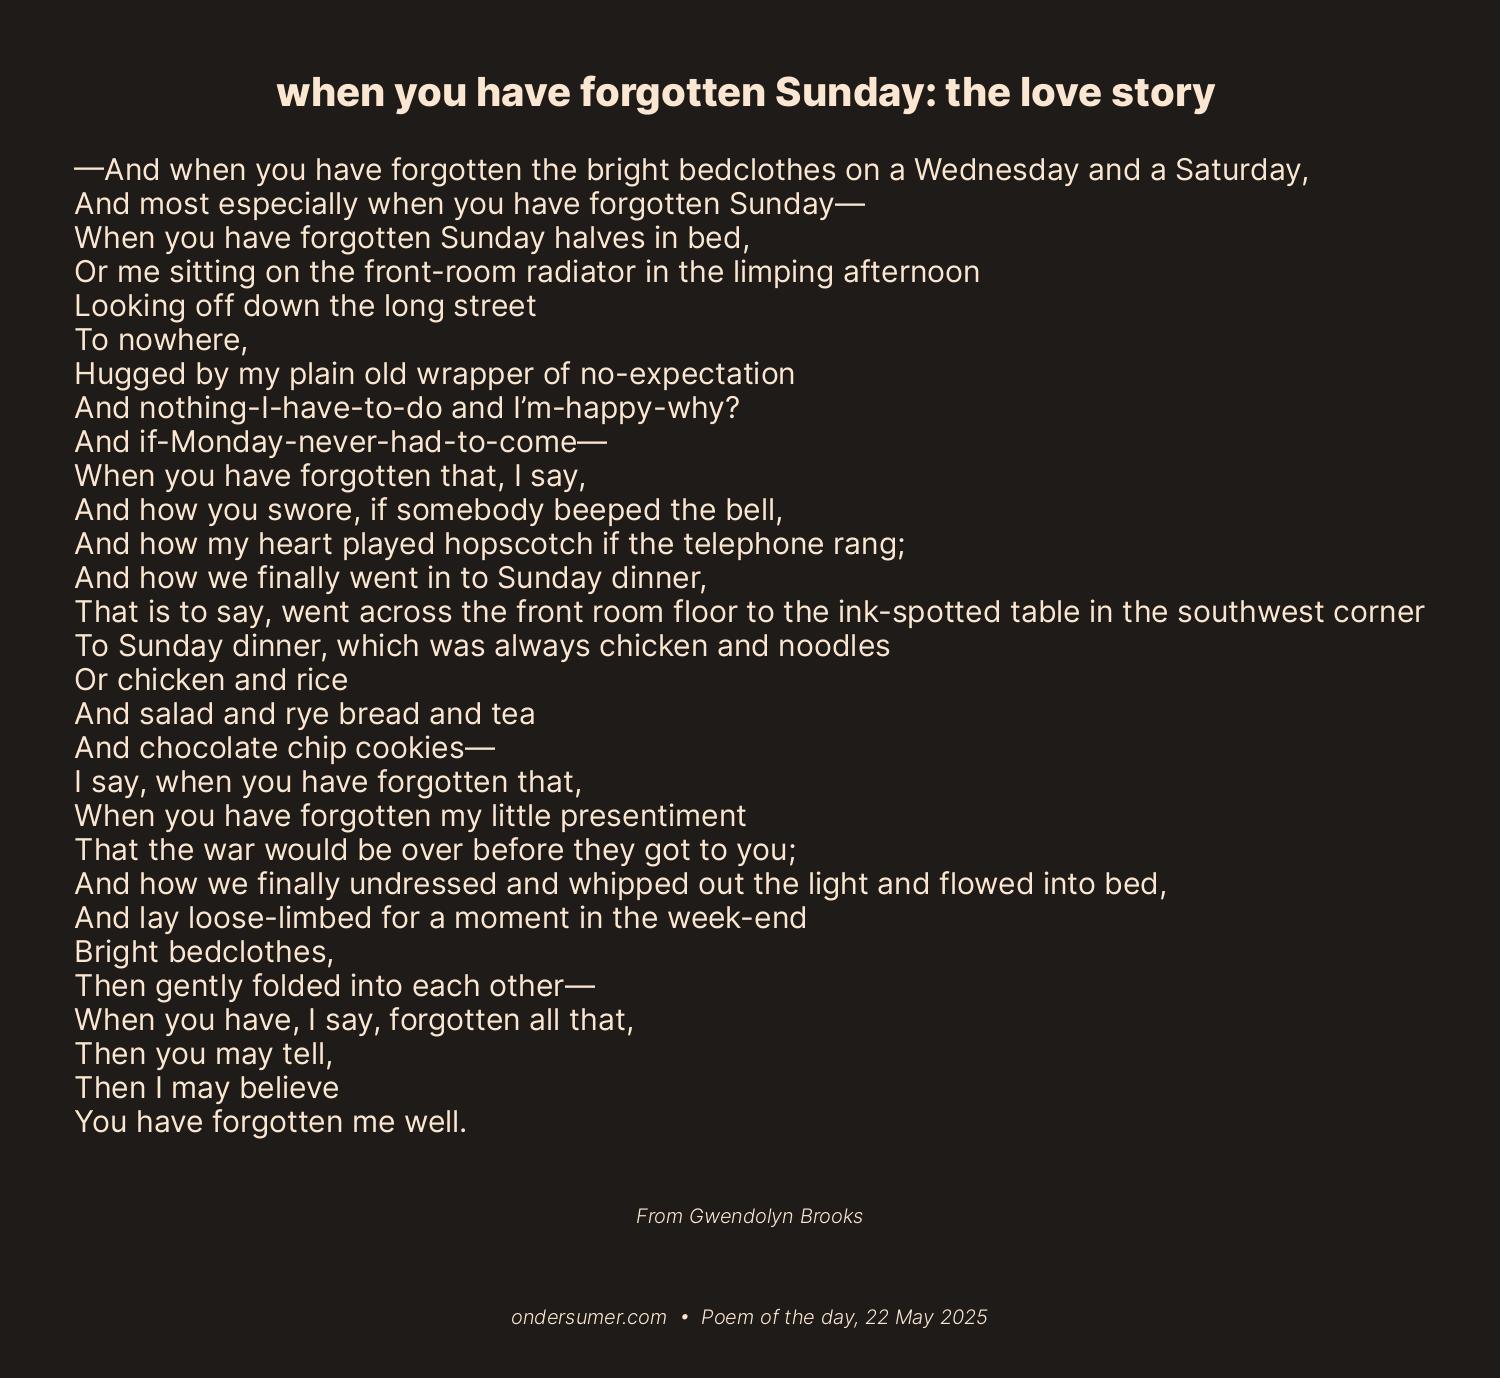 when you have forgotten Sunday: the love story
—And when you have forgotten the bright bedclothes on a Wednesday and a Saturday,
And most especially when you have forgotten Sunday—
When you have forgotten Sunday halves in bed,
Or me sitting on the front-room radiator in the limping afternoon
Looking off down the long street
To nowhere,
Hugged by my plain old wrapper of no-expectation
And nothing-I-have-to-do and I’m-happy-why?
And if-Monday-never-had-to-come—
When you have forgotten that, I say,
And how you swore, if somebody beeped the bell,
And how my heart played hopscotch if the telephone rang;
And how we finally went in to Sunday dinner,
That is to say, went across the front room floor to the ink-spotted table in the southwest corner
To Sunday dinner, which was always chicken and noodles
Or chicken and rice
And salad and rye bread and tea
And chocolate chip cookies—
I say, when you have forgotten that,
When you have forgotten my little presentiment
That the war would be over before they got to you;
And how we finally undressed and whipped out the light and flowed into bed,
And lay loose-limbed for a moment in the week-end
Bright bedclothes,
Then gently folded into each other—
When you have, I say, forgotten all that,
Then you may tell,
Then I may believe
You have forgotten me well.
From Gwendolyn Brooks
ondersumer.com • Poem of the day, 22 May 2025